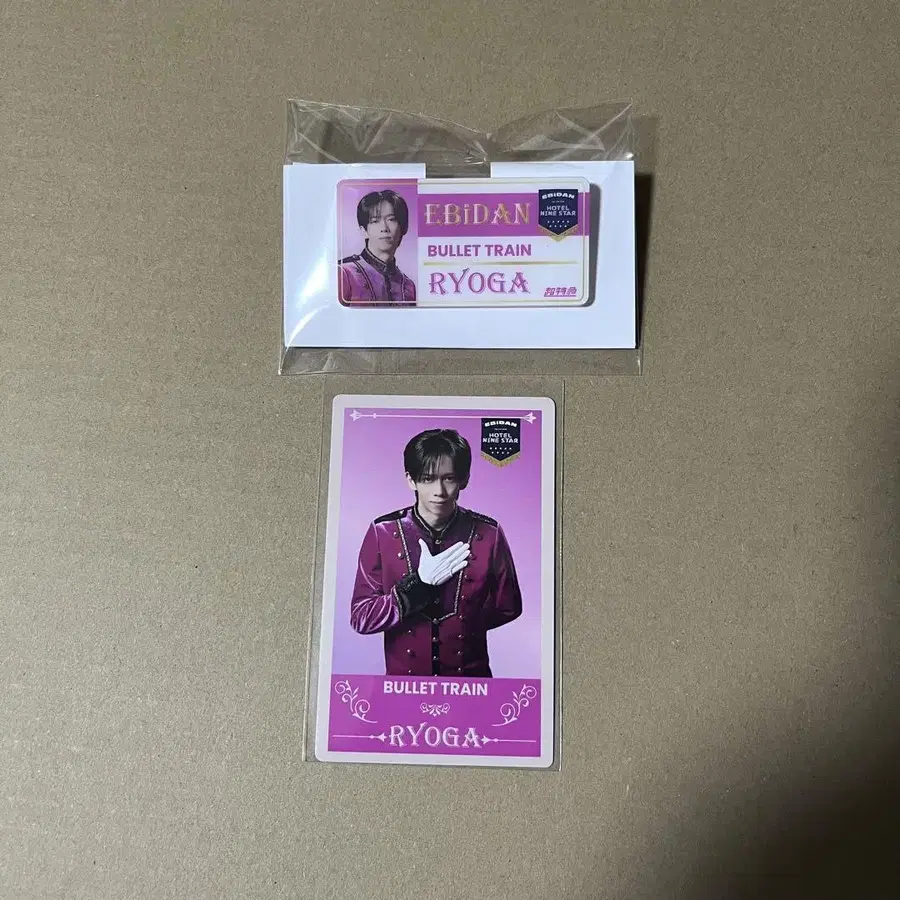 EBiDAN
EBiDAN
HOTEL
NINE STAR
BULLET TRAIN
RYOGA
超特急
EBiDAN
HOTEL
NINE STAR
BULLET TRAIN
RYOGA